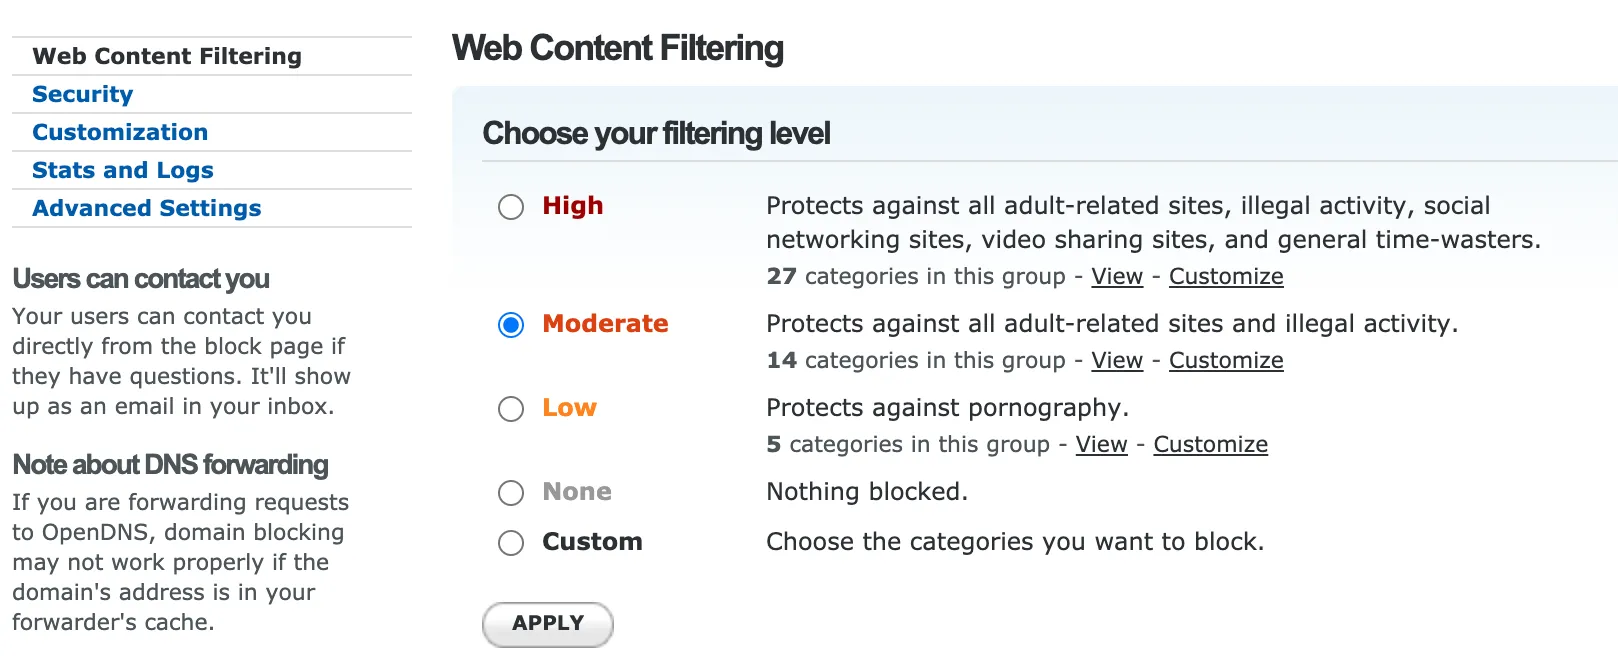 Web Content Filtering
Security
Customization
Stats and Logs
Advanced Settings
Users can contact you
Your users can contact you
directly from the block page if
they have questions. It'll show
up as an email in your inbox.
Note about DNS forwarding
If you are forwarding requests
to OpenDNS, domain blocking
may not work properly if the
domain's address is in your
forwarder's cache.
Web Content Filtering
Choose your filtering level
High
Protects against all adult-related sites, illegal activity, social
networking sites, video sharing sites, and general time-wasters.
27 categories in this group - View - Customize
Moderate
Protects against all adult-related sites and illegal activity.
14 categories in this group - View - Customize
Low
Protects against pornography.
5 categories in this group - View - Customize
None
Nothing blocked.
Custom
Choose the categories you want to block.
APPLY